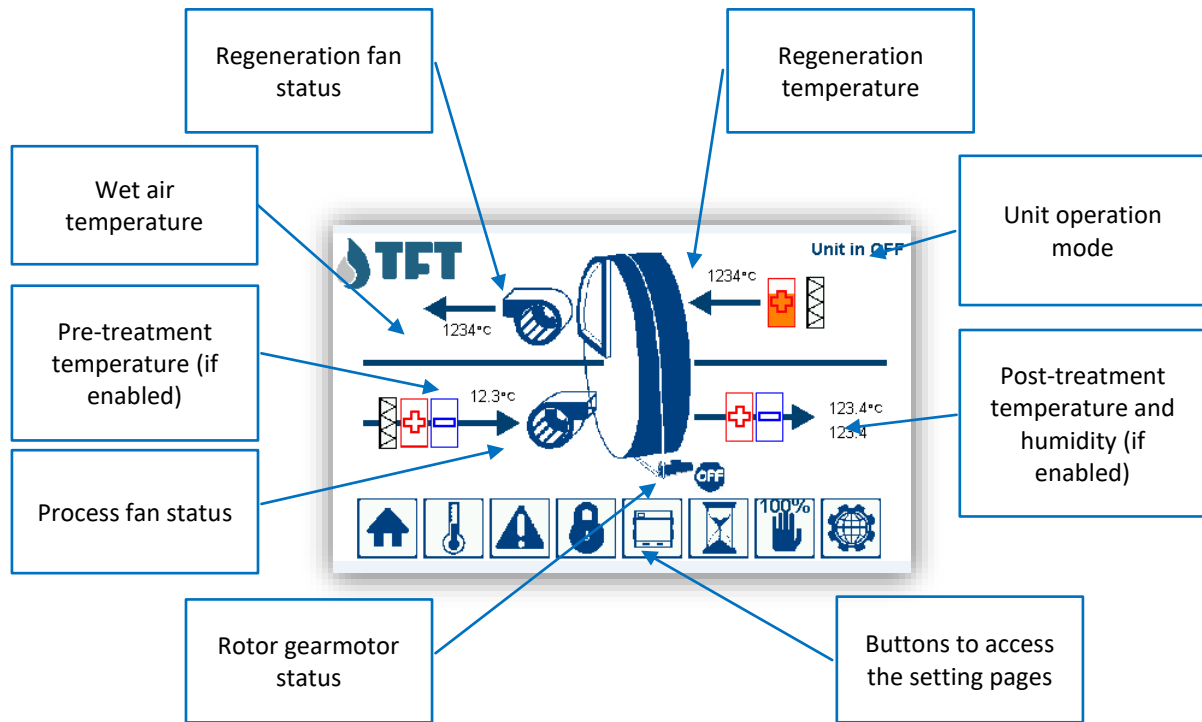 Regeneration fan
status
Regeneration
temperature
Wet air
temperature
Unit operation
mode
TFT
Unit in OFF
1234°c
1234°c
Pre-treatment
temperature (if
enabled)
12.3°c
123.4°c
123.4
Post-treatment
temperature and
humidity (if
enabled)
Process fan status
OFF
100%
Rotor gearmotor
status
Buttons to access
the setting pages